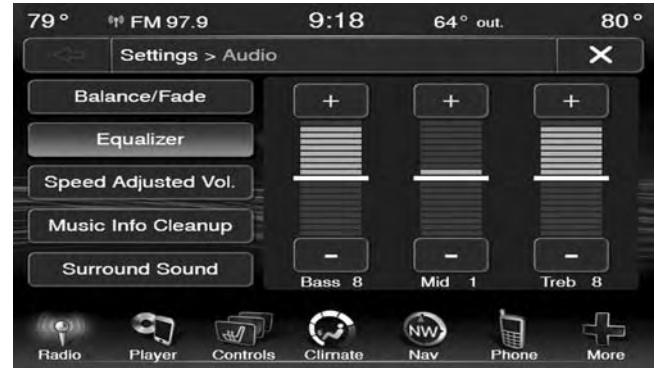 79° FM 97.9 9:18 64° out. 80°
Settings > Audio
Balance/Fade
Equalizer
Speed Adjusted Vol.
Music Info Cleanup
Surround Sound
+ + +
- - -
Bass 8 Mid 1 Treb 8
NW
Radio Player Controls Climate Nav Phone More